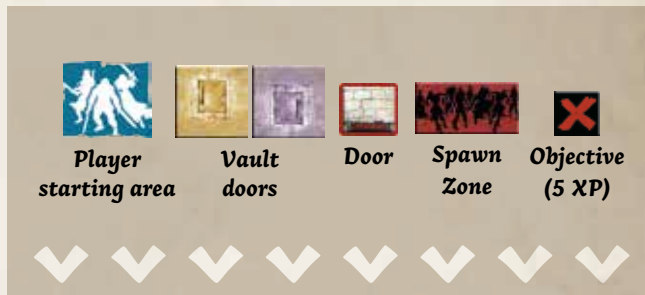 Player
starting area
Vault
doors
Door
Spawn
Zone
Objective
(5 XP)